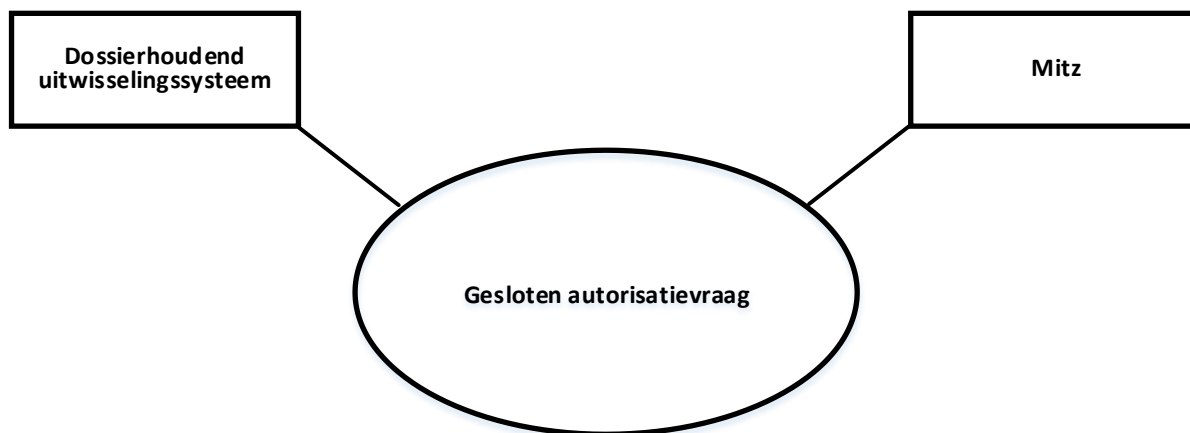 Dossierhoudend
uitwisselingssysteem
Mitz
Gesloten autorisatievraag